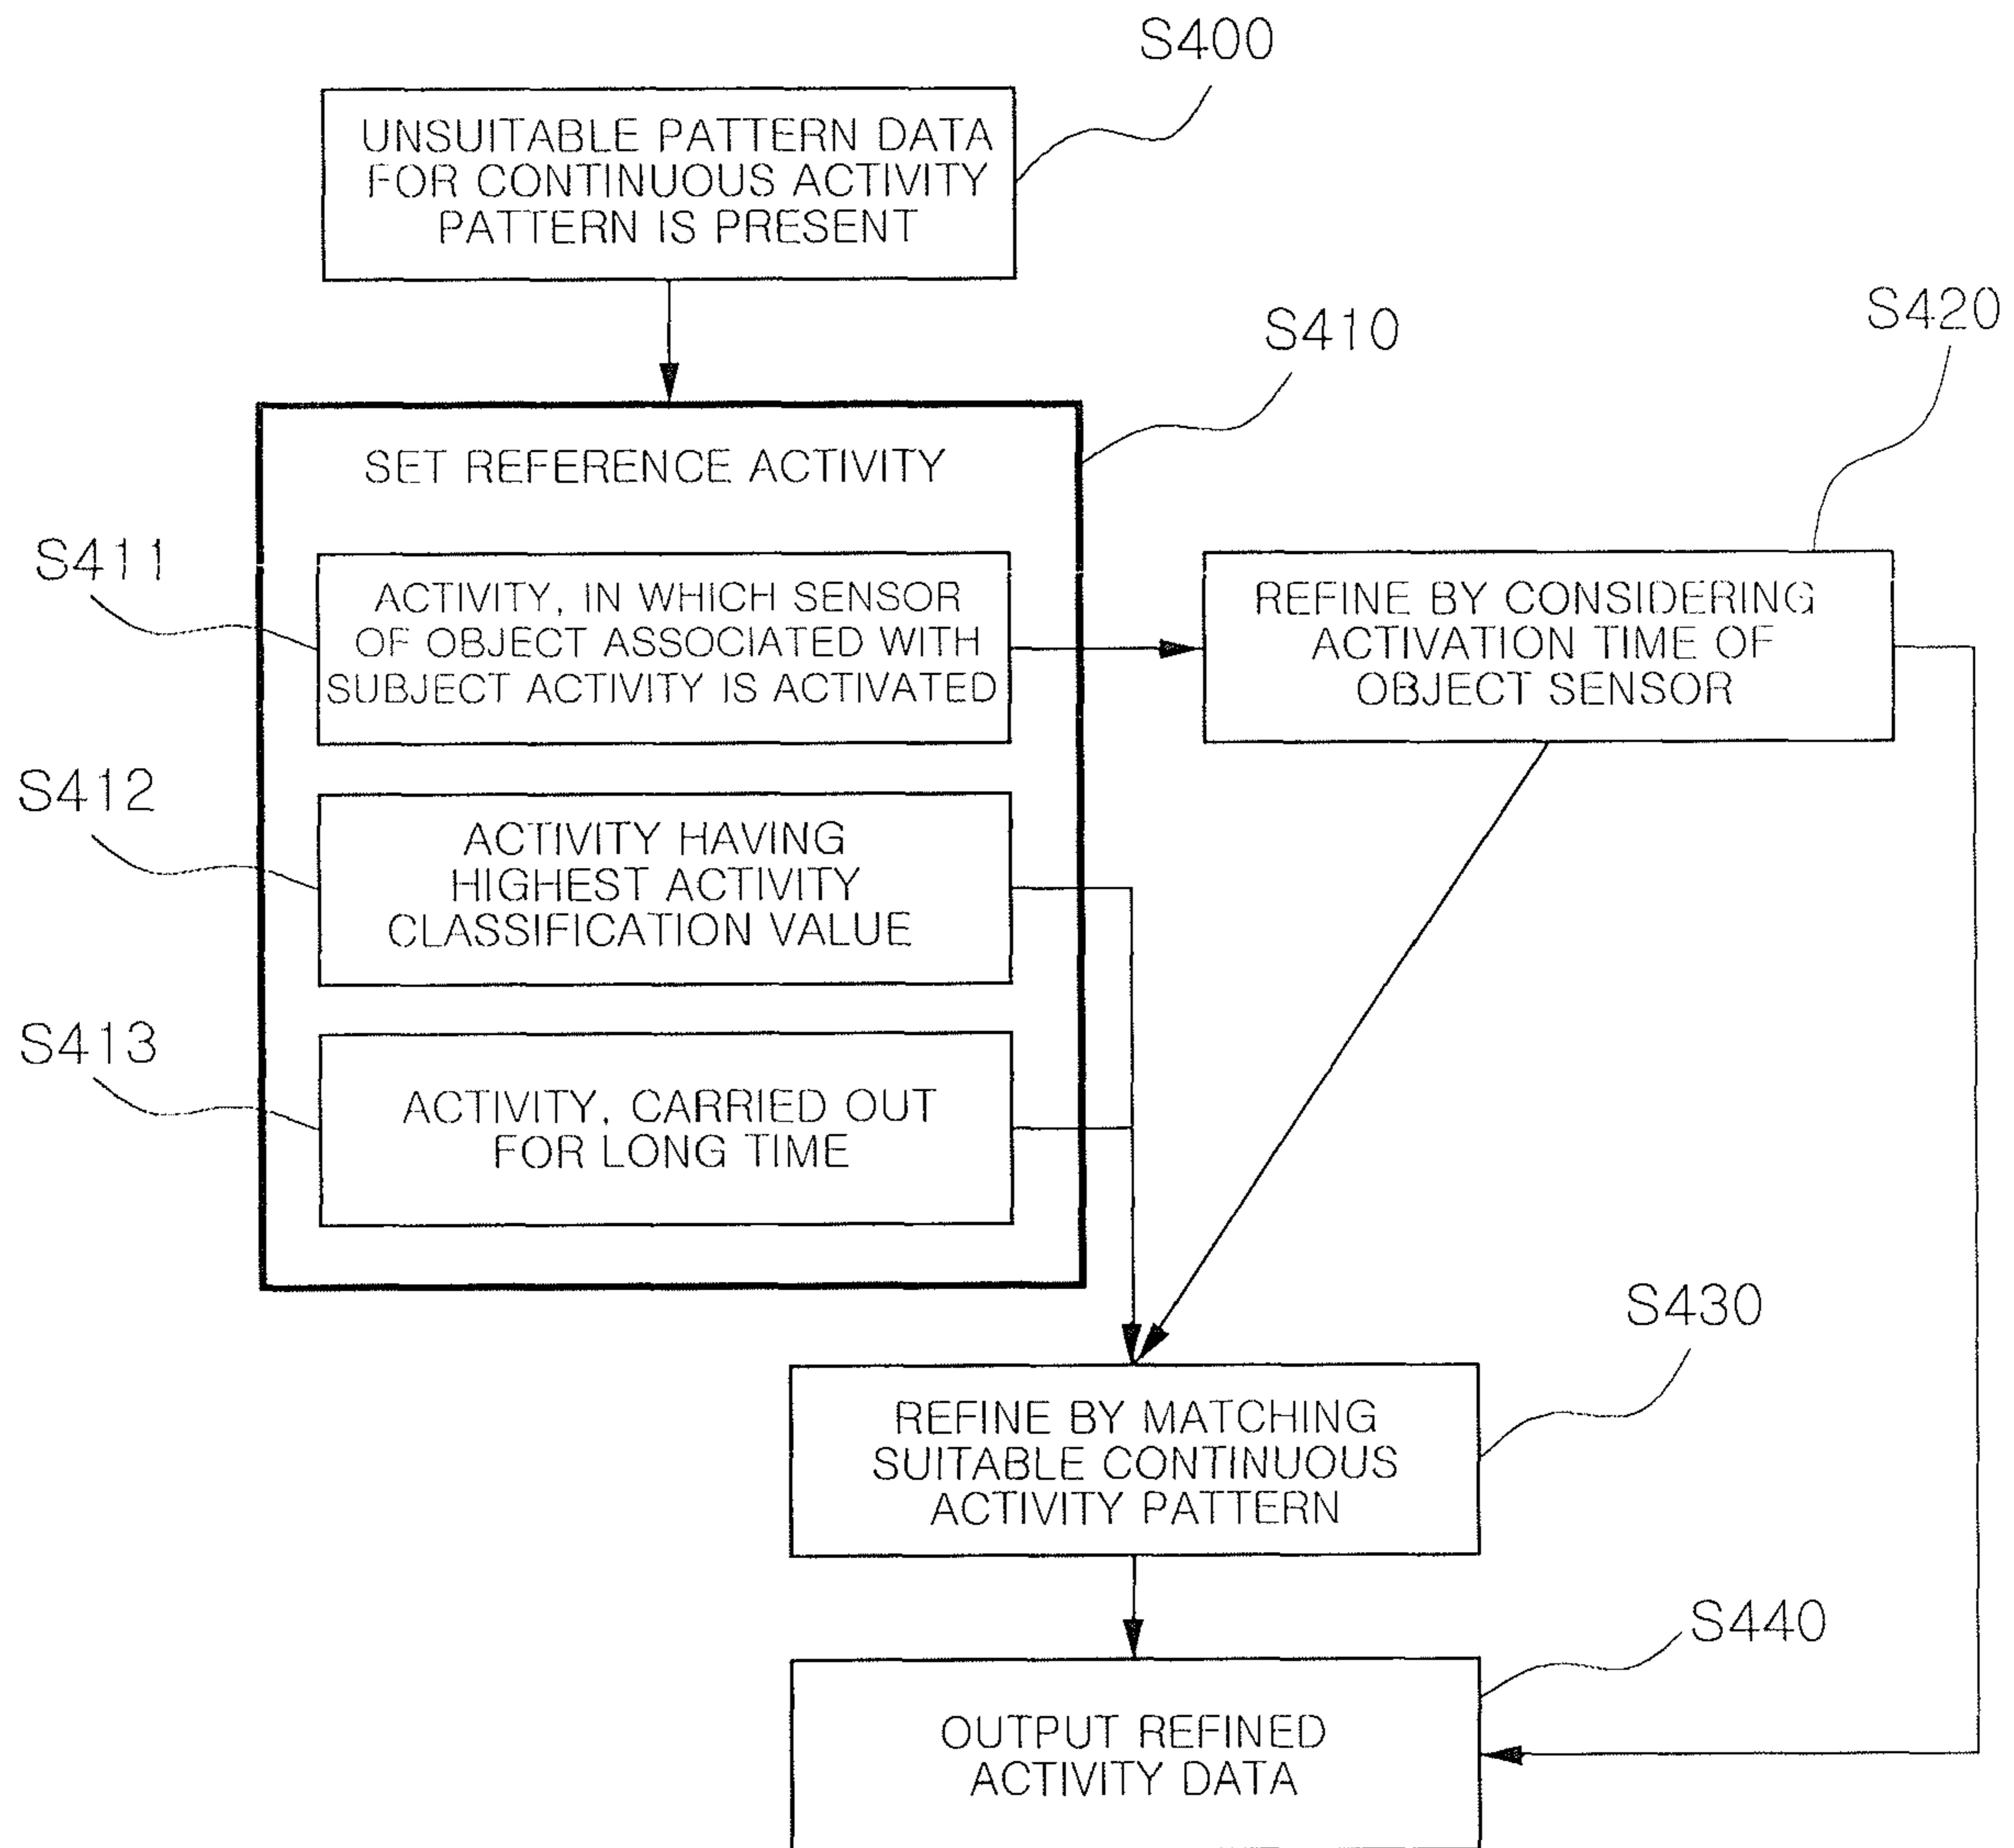 S400
UNSUITABLE PATTERN DATA
FOR CONTINUOUS ACTIVITY
PATTERN IS PRESENT
S410
S420
SET REFERENCE ACTIVITY
S411
ACTIVITY, IN WHICH SENSOR
OF OBJECT ASSOCIATED WITH
SUBJECT ACTIVITY IS ACTIVATED
REFINE BY CONSIDERING
ACTIVATION TIME OF
OBJECT SENSOR
S412
ACTIVITY HAVING
HIGHEST ACTIVITY
CLASSIFICATION VALUE
S413
ACTIVITY, CARRIED OUT
FOR LONG TIME
S430
REFINE BY MATCHING
SUITABLE CONTINUOUS
ACTIVITY PATTERN
S440
OUTPUT REFINED
ACTIVITY DATA